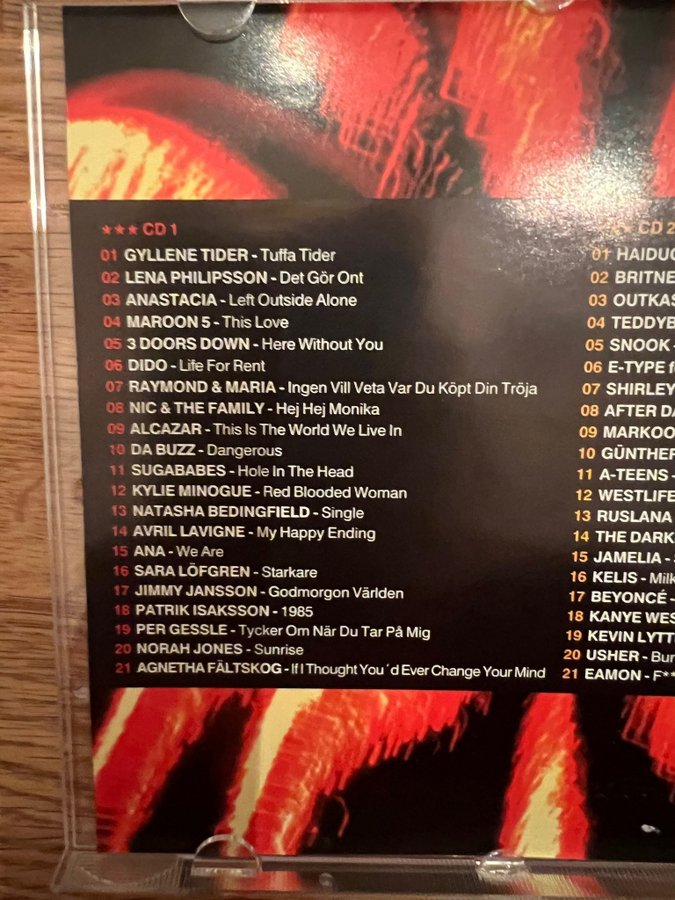 ★★★ CD 1
01 GYLLENE TIDER - Tuffa Tider
02 LENA PHILIPSSON - Det Gör Ont
03 ANASTACIA - Left Outside Alone
04 MAROON 5 - This Love
05 3 DOORS DOWN - Here Without You
06 DIDO - Life For Rent
07 RAYMOND & MARIA - Ingen Vill Veta Var Du Köpt Din Tröja
08 NIC & THE FAMILY - Hej Hej Monika
09 ALCAZAR - This Is The World We Live In
10 DA BUZZ - Dangerous
11 SUGABABES - Hole In The Head
12 KYLIE MINOGUE - Red Blooded Woman
13 NATASHA BEDINGFIELD - Single
14 AVRIL LAVIGNE - My Happy Ending
15 ANA - We Are
16 SARA LÖFGREN - Starkare
17 JIMMY JANSSON - Godmorgon Världen
18 PATRIK ISAKSSON - 1985
19 PER GESSLE - Tycker Om När Du Tar På Mig
20 NORAH JONES - Sunrise
21 AGNETHA FÄLTSKOG - If I Thought You´d Ever Change Your Mind
★★ CD 2
01 HAIDUC
02 BRITNE
03 OUTKAS
04 TEDDYB
05 SNOOK -
06 E-TYPE f
07 SHIRLEY
08 AFTER DA
09 MARKOO
10 GÜNTHER
11 A-TEENS -
12 WESTLIFE
13 RUSLANA
14 THE DARK
15 JAMELIA -
16 KELIS - Milk
17 BEYONCÉ -
18 KANYE WES
19 KEVIN LYTT
20 USHER - Bur
21 EAMON - F**